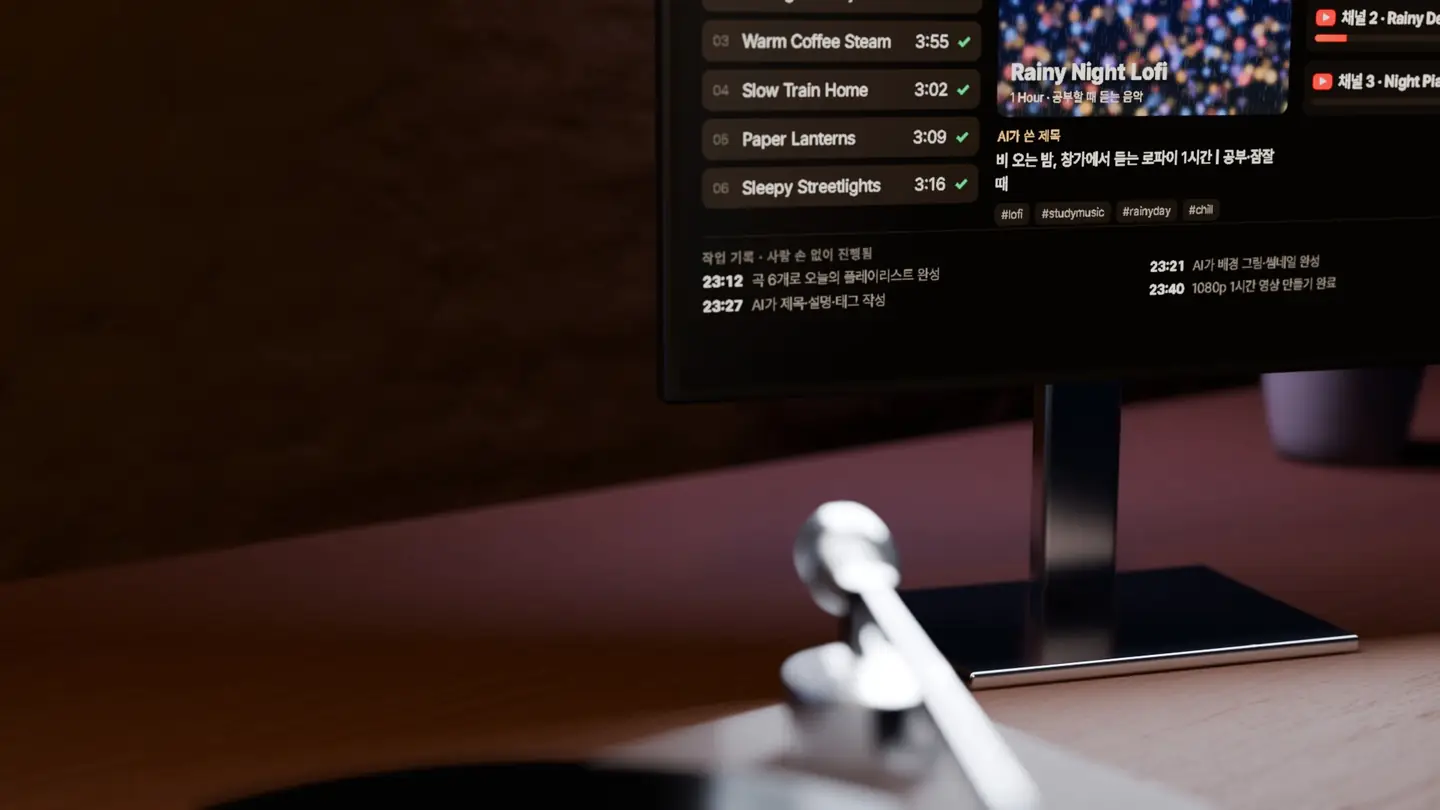 03 Warm Coffee Steam 3:55
04 Slow Train Home 3:02
05 Paper Lanterns 3:09
06 Sleepy Streetlights 3:16
Rainy Night Lofi
1 Hour · 공부할 때 듣는 음악
AI가 쓴 제목
비 오는 밤, 창가에서 듣는 로파이 1시간 | 공부·잠잘
때
#lofi #studymusic #rainyday #chill
채널 2 · Rainy
채널 3 · Night
작업 기록 · 사람 손 없이 진행됨
23:12 곡 6개로 오늘의 플레이리스트 완성
23:27 AI가 제목·설명·태그 작성
23:21 AI가 배경 그림·썸네일 완성
23:40 1080p 1시간 영상 만들기 완료